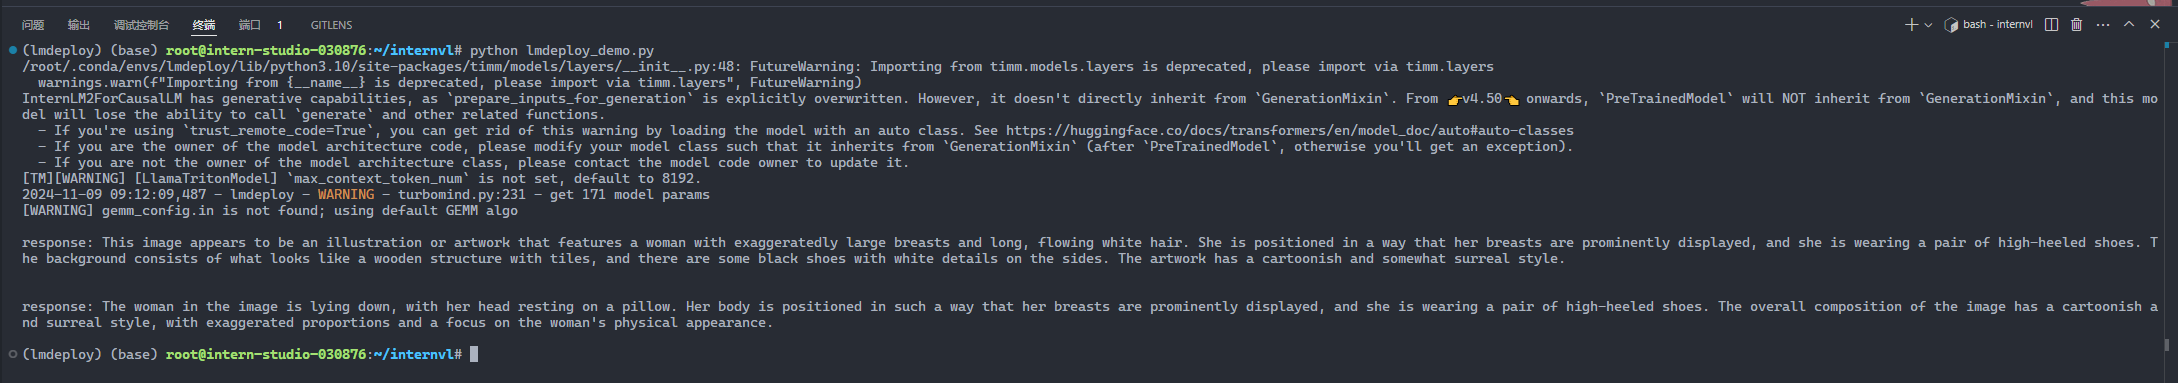 问题 输出 调试控制台 终端 端口 1 GITLENS bash - internvl
(lmdeploy) (base) root@intern-studio-030876:~/internvl# python lmdeploy_demo.py
/root/.conda/envs/lmdeploy/lib/python3.10/site-packages/timm/models/layers/__init__.py:48: FutureWarning: Importing from timm.models.layers is deprecated, please import via timm.layers
  warnings.warn(f"Importing from {__name__} is deprecated, please import via timm.layers", FutureWarning)
InternLM2ForCausalLM has generative capabilities, as `prepare_inputs_for_generation` is explicitly overwritten. However, it doesn't directly inherit from `GenerationMixin`. From 👉v4.50👈 onwards, `PreTrainedModel` will NOT inherit from `GenerationMixin`, and this mo
del will lose the ability to call `generate` and other related functions.
  - If you're using `trust_remote_code=True`, you can get rid of this warning by loading the model with an auto class. See https://huggingface.co/docs/transformers/en/model_doc/auto#auto-classes
  - If you are the owner of the model architecture code, please modify your model class such that it inherits from `GenerationMixin` (after `PreTrainedModel`, otherwise you'll get an exception).
  - If you are not the owner of the model architecture class, please contact the model code owner to update it.
[TM][WARNING] [LlamaTritonModel] `max_context_token_num` is not set, default to 8192.
2024-11-09 09:12:09,487 - lmdeploy - WARNING - turbomind.py:231 - get 171 model params
[WARNING] gemm_config.in is not found; using default GEMM algo
response: This image appears to be an illustration or artwork that features a woman with exaggeratedly large breasts and long, flowing white hair. She is positioned in a way that her breasts are prominently displayed, and she is wearing a pair of high-heeled shoes. T
he background consists of what looks like a wooden structure with tiles, and there are some black shoes with white details on the sides. The artwork has a cartoonish and somewhat surreal style.
response: The woman in the image is lying down, with her head resting on a pillow. Her body is positioned in such a way that her breasts are prominently displayed, and she is wearing a pair of high-heeled shoes. The overall composition of the image has a cartoonish a
nd surreal style, with exaggerated proportions and a focus on the woman's physical appearance.
(lmdeploy) (base) root@intern-studio-030876:~/internvl#